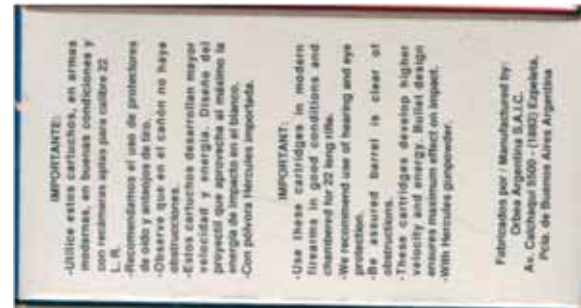 IMPORTANTE:
-Utilice estos cartuchos, en armas
modernas, en buenas condiciones y
con recámaras aptas para calibre 22
L. R.
-Recomendamos el uso de protectores
de oído y anteojos de tiro.
-Observe que en el cañón no haya
obstrucciones.
-Estos cartuchos desarrollan mayor
velocidad y energía. Diseño del
proyectil que aprovecha al máximo la
energía de impacto en el blanco.
-Con pólvora Hercules importada.
IMPORTANT:
-Use these cartridges in modern
firearms in good conditions and
chambered for 22 long rifle.
-We recommend use of hearing and eye
protection.
-Be assured barrel is clear of
obstructions.
-These cartridges develop higher
velocity and energy. Bullet design
ensures maximum effect on impact.
-With Hercules gunpowder.
Fabricados por / Manufactured by:
Orbea Argentina S.A.I.C.
Av. Calchaquí 5500 - (1882) Ezpeleta,
Pcia. de Buenos Aires Argentina